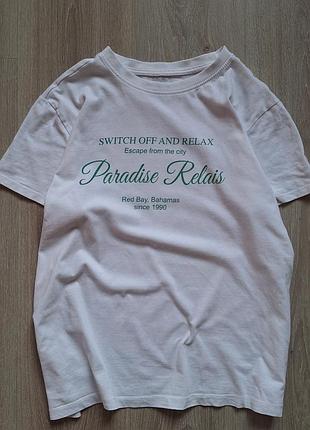 SWITCH OFF AND RELAX
Escape from the city
Paradise Relais
Red Bay, Bahamas
since 1990